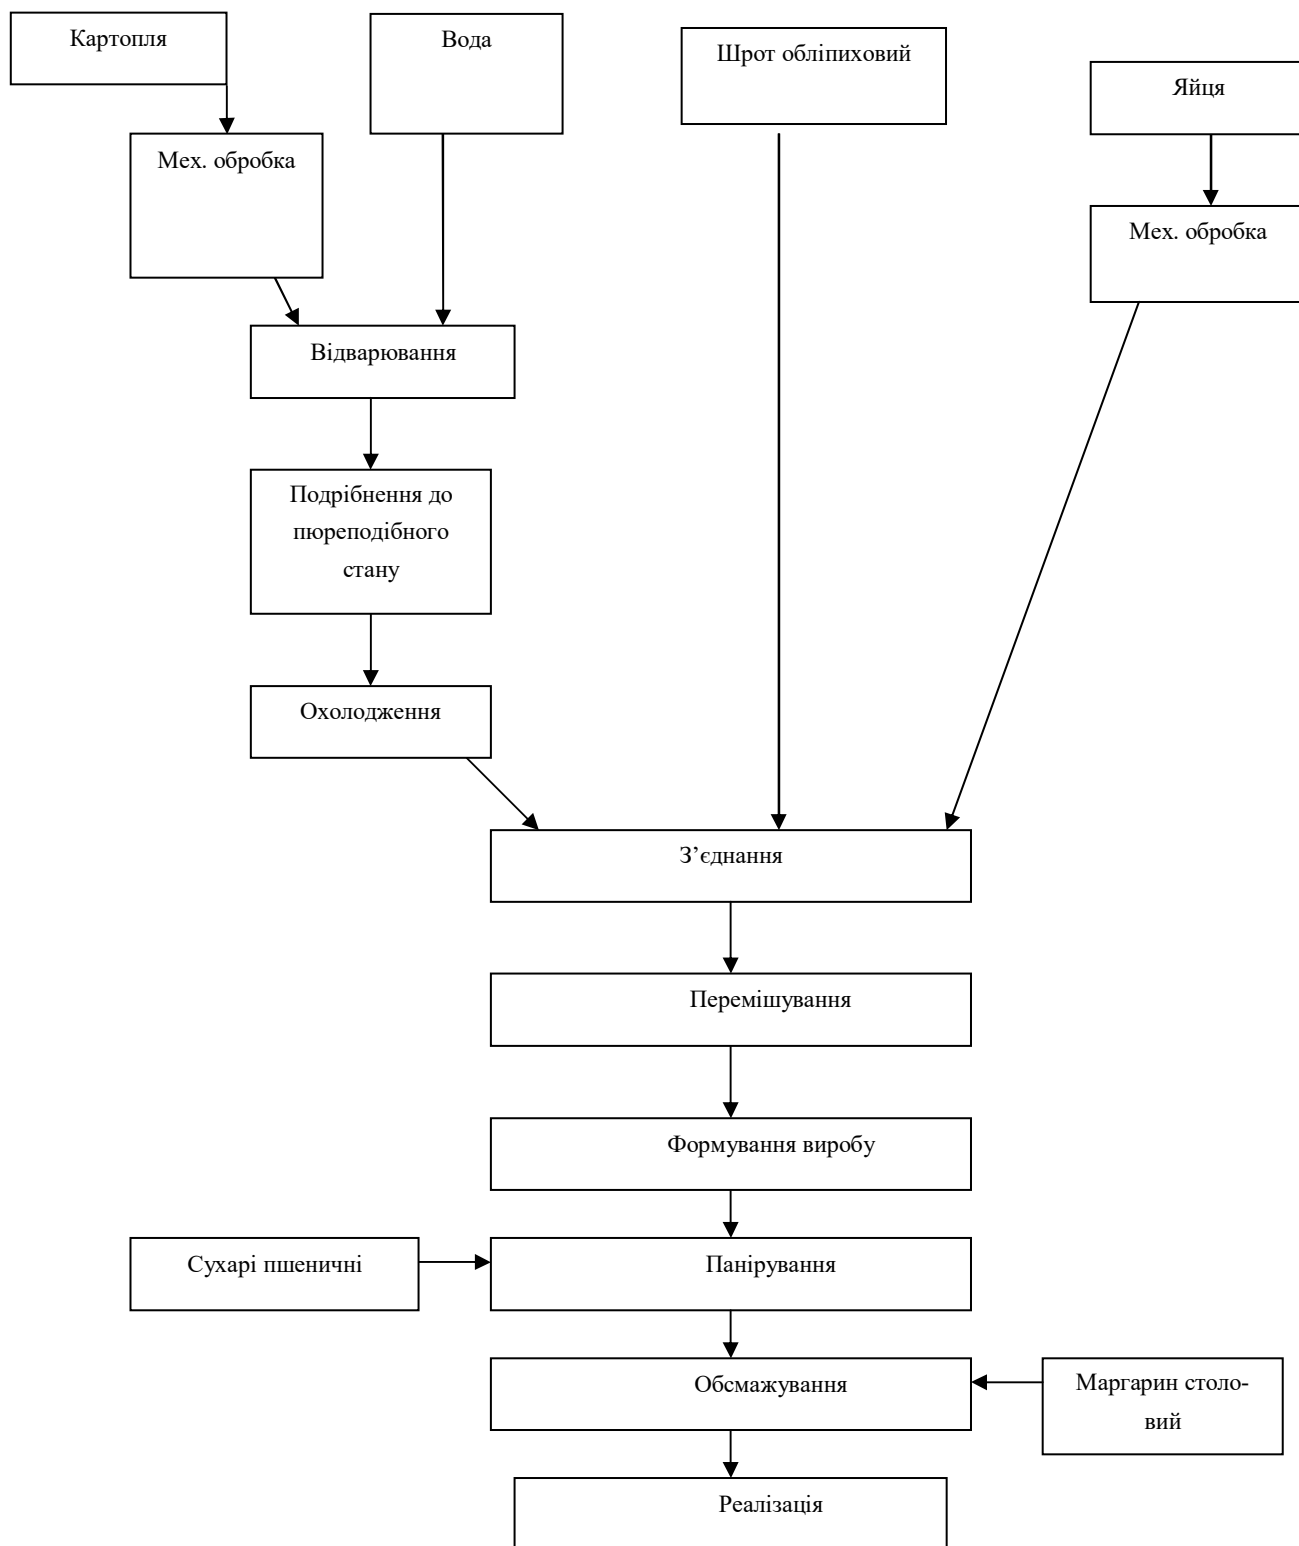 Картопля
Вода
Шрот обліпиховий
Яйця
Мех. обробка
Мех. обробка
Відварювання
Подрібнення до
пюреподібного
стану
Охолодження
З’єднання
Перемішування
Формування виробу
Сухарі пшеничні
Панірування
Обсмажування
Маргарин столо-
вий
Реалізація